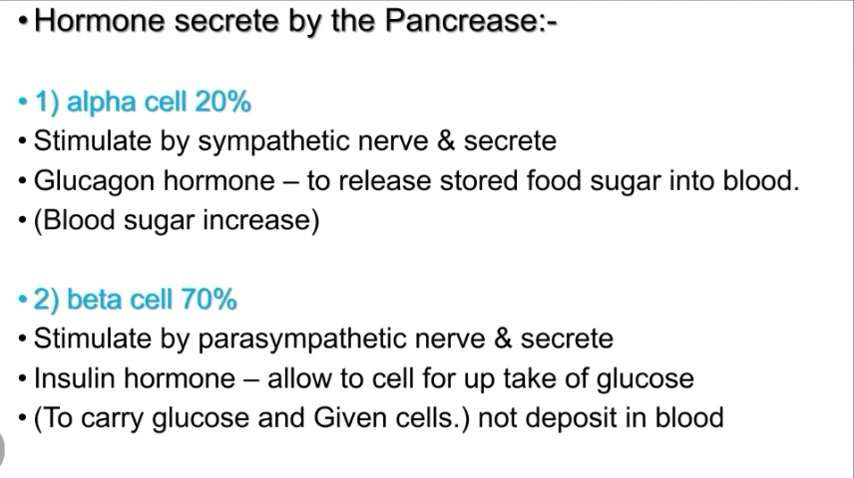 • Hormone secrete by the Pancrease:-
• 1) alpha cell 20%
• Stimulate by sympathetic nerve & secrete
• Glucagon hormone – to release stored food sugar into blood.
• (Blood sugar increase)
• 2) beta cell 70%
• Stimulate by parasympathetic nerve & secrete
• Insulin hormone – allow to cell for up take of glucose
• (To carry glucose and Given cells.) not deposit in blood